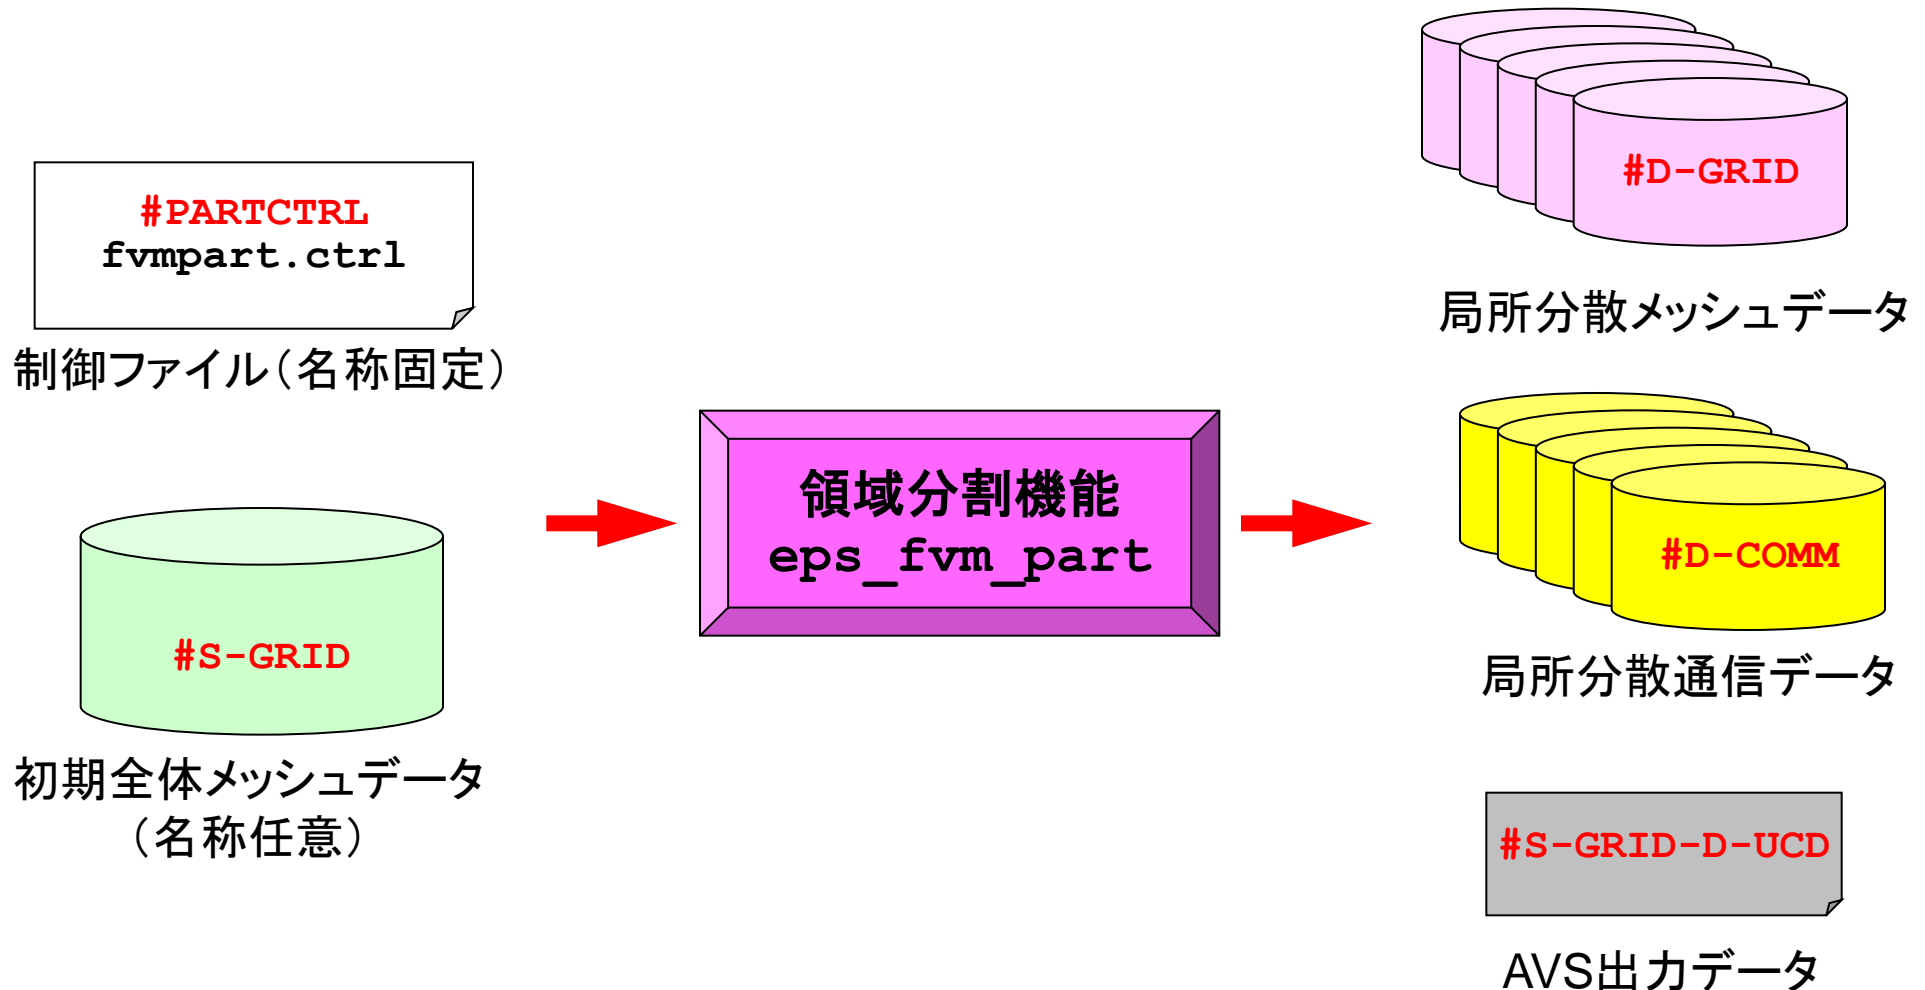 #PARTCTRL
fvmpart.ctrl
制御ファイル(名称固定)
#S-GRID
初期全体メッシュデータ
(名称任意)
領域分割機能
eps_fvm_part
#D-GRID
局所分散メッシュデータ
#D-COMM
局所分散通信データ
#S-GRID-D-UCD
AVS出力データ